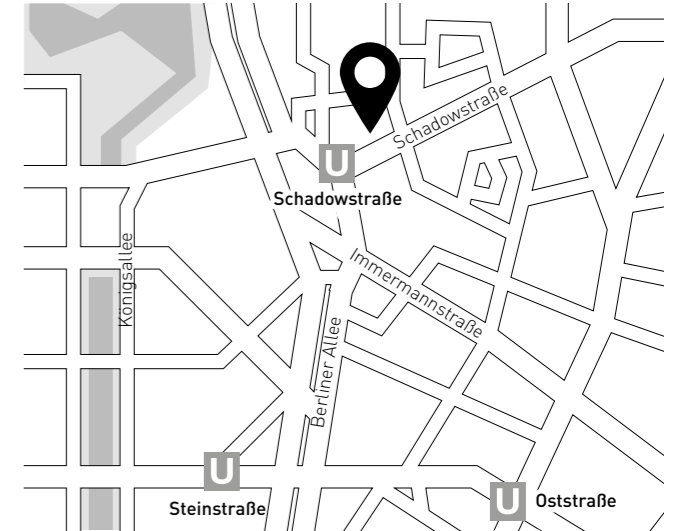 Schadowstraße
U
Schadowstraße
Königsallee
Immermannstraße
Berliner Allee
U
Steinstraße
U Oststraße